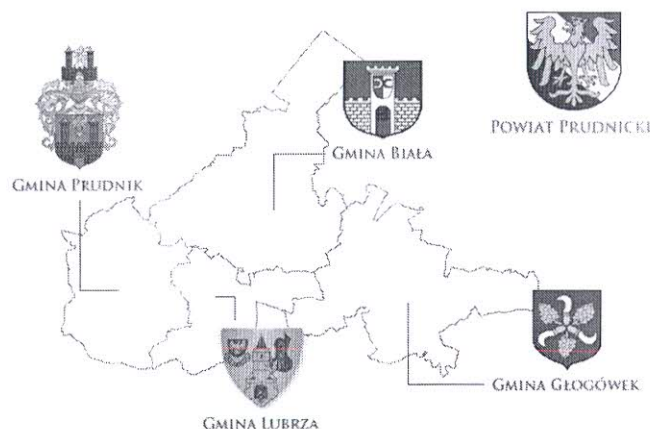 POWIAT PRUDNICKI
GMINA BIAŁA
GMINA PRUDNIK
GMINA GŁOGÓWEK
GMINA LUBRZA